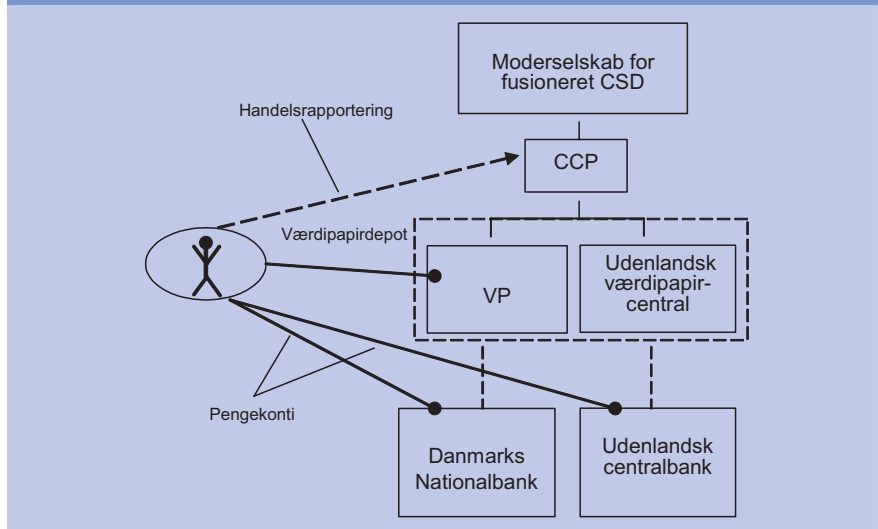 Moderselskab for
fusioneret CSD
Handelsrapportering
CCP
Værdipapirdepot
VP
Udenlandsk
værdipapir-
central
Pengekonti
Danmarks
Nationalbank
Udenlandsk
centralbank